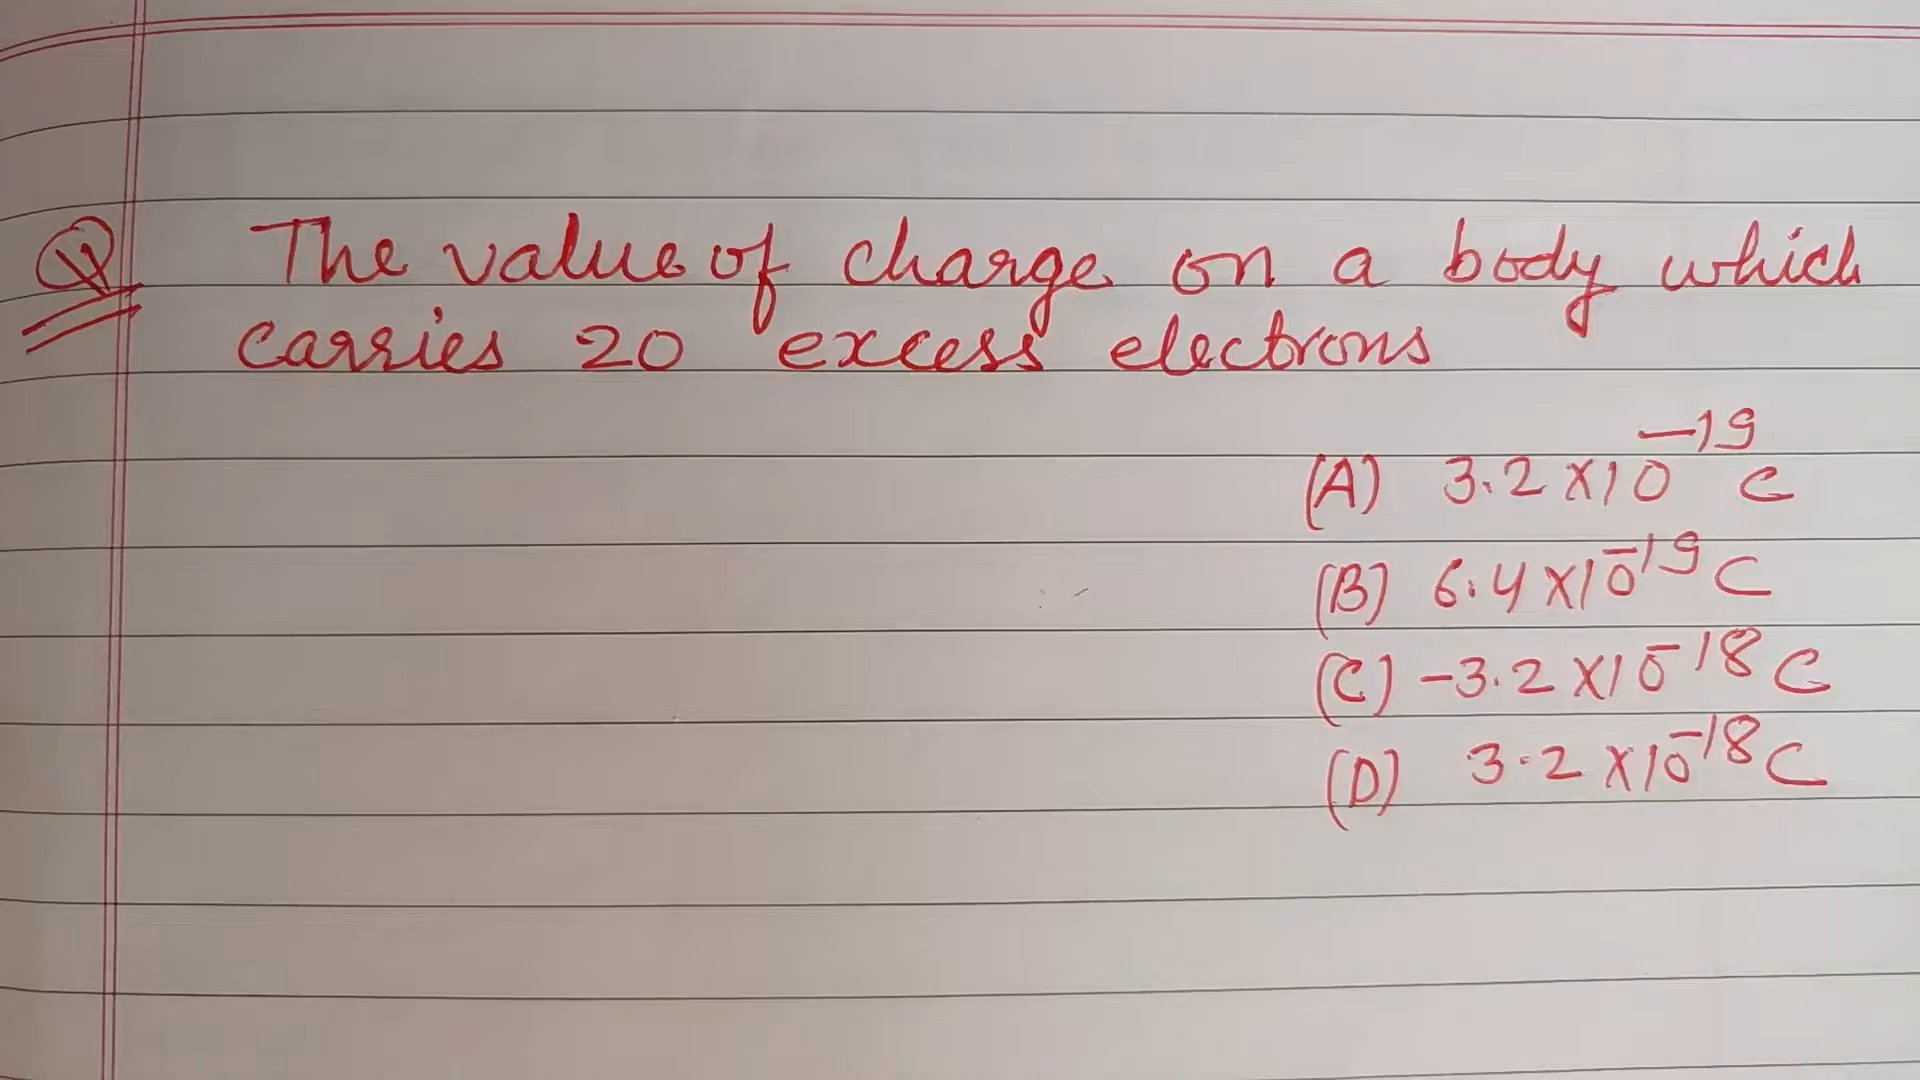 Q The value of charge on a body which
carries 20 excess electrons
(A) 3.2 × 10⁻¹⁹ C
(B) 6.4 × 10⁻¹⁹ C
(C) -3.2 × 10⁻¹⁸ C
(D) 3.2 × 10⁻¹⁸ C